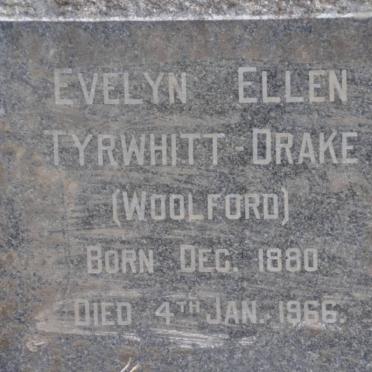 EVELYN ELLEN
TYRWHITT-DRAKE
(WOOLFORD)
BORN DEC. 1880
DIED 4TH JAN. 1966.